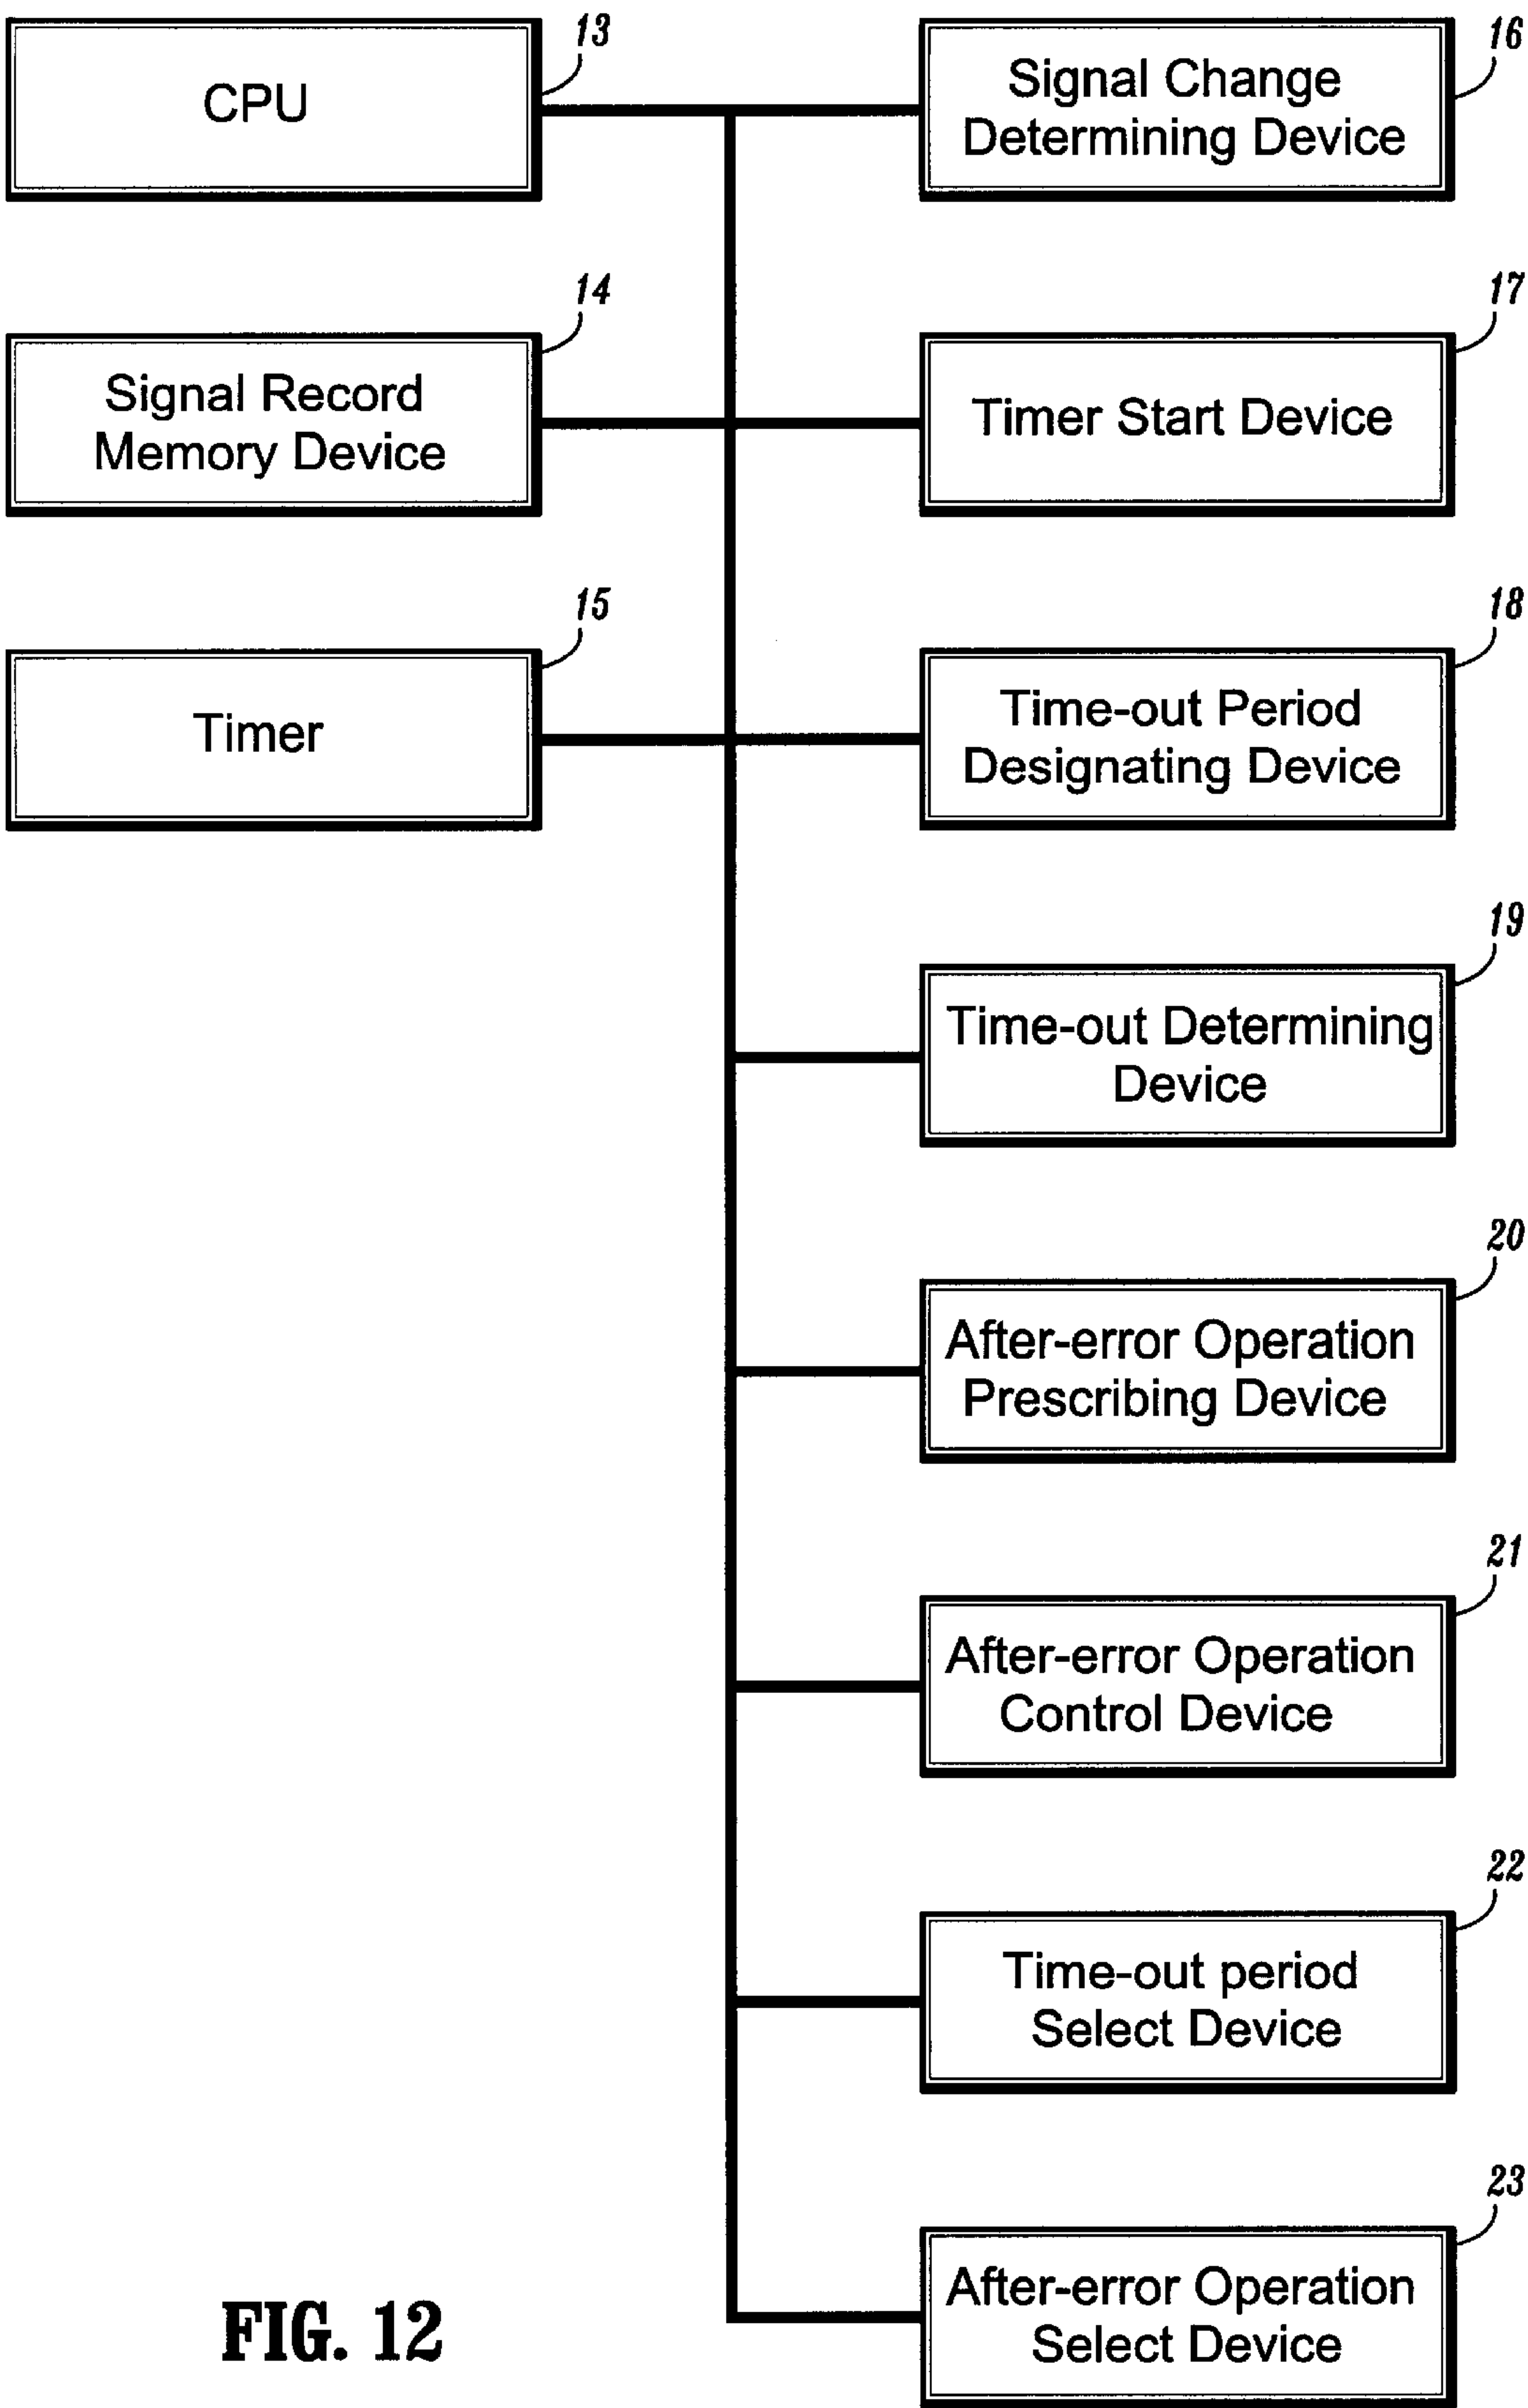 13
CPU
16
Signal Change
Determining Device
14
Signal Record
Memory Device
17
Timer Start Device
15
Timer
18
Time-out Period
Designating Device
19
Time-out Determining
Device
20
After-error Operation
Prescribing Device
21
After-error Operation
Control Device
22
Time-out period
Select Device
23
After-error Operation
Select Device
FIG. 12